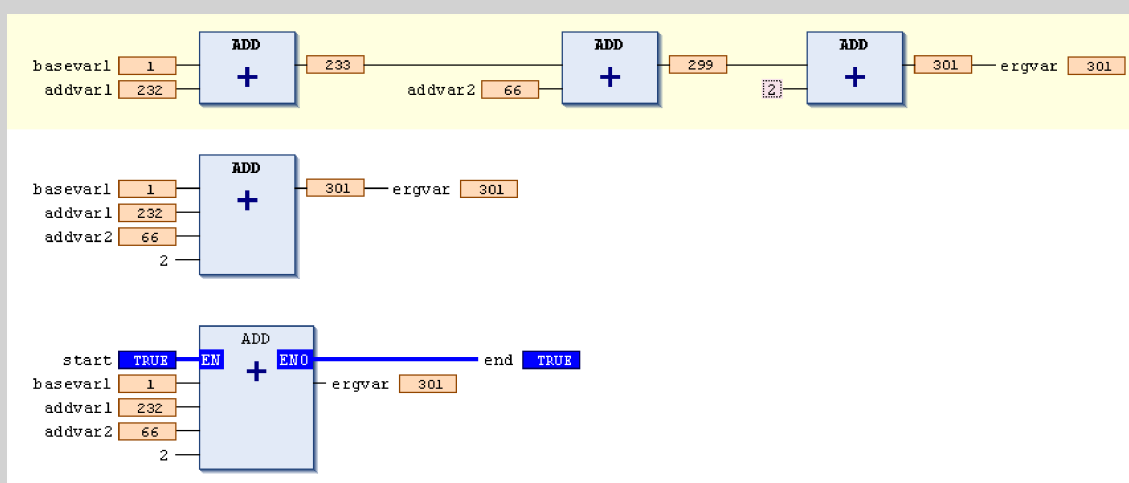 ADD ADD ADD
basevar1 1 + 233 + 299 + 301 ergvar 301
addvar1 232 addvar2 66 2
ADD
basevar1 1 + 301 ergvar 301
addvar1 232
addvar2 66
2
ADD
start TRUE EN ENO end TRUE
+
basevar1 1 ergvar 301
addvar1 232
addvar2 66
2